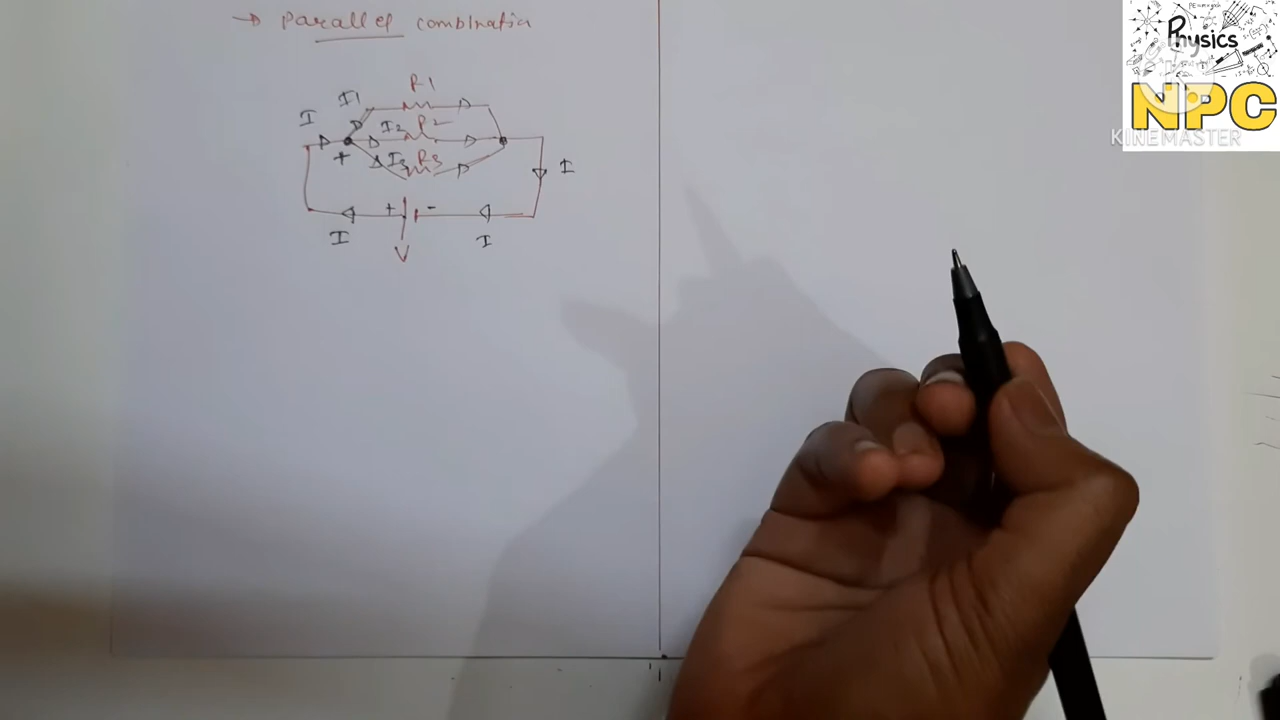 → Parallel combination
R1
I1
I
I2 R2
+ I3 R3
I
+ -
I I
V
Physics
NPC
KINEMASTER